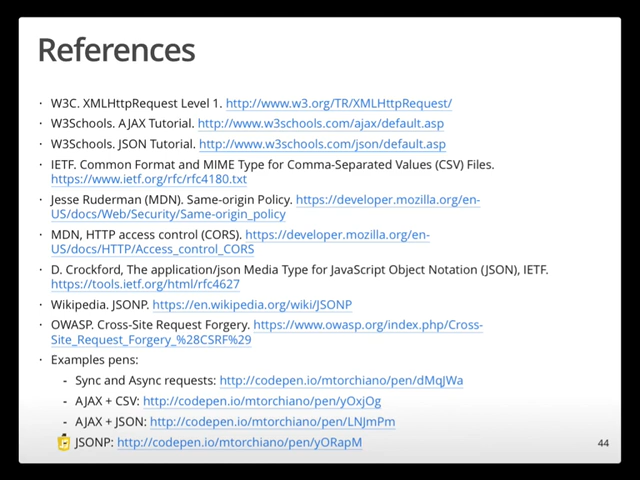 References
· W3C. XMLHttpRequest Level 1. http://www.w3.org/TR/XMLHttpRequest/
· W3Schools. AJAX Tutorial. http://www.w3schools.com/ajax/default.asp
· W3Schools. JSON Tutorial. http://www.w3schools.com/json/default.asp
· IETF. Common Format and MIME Type for Comma-Separated Values (CSV) Files.
https://www.ietf.org/rfc/rfc4180.txt
· Jesse Ruderman (MDN). Same-origin Policy. https://developer.mozilla.org/en-
US/docs/Web/Security/Same-origin_policy
· MDN, HTTP access control (CORS). https://developer.mozilla.org/en-
US/docs/HTTP/Access_control_CORS
· D. Crockford, The application/json Media Type for JavaScript Object Notation (JSON), IETF.
https://tools.ietf.org/html/rfc4627
· Wikipedia. JSONP. https://en.wikipedia.org/wiki/JSONP
· OWASP. Cross-Site Request Forgery. https://www.owasp.org/index.php/Cross-
Site_Request_Forgery_%28CSRF%29
· Examples pens:
- Sync and Async requests: http://codepen.io/mtorchiano/pen/dMqJWa
- AJAX + CSV: http://codepen.io/mtorchiano/pen/yOxjOg
- AJAX + JSON: http://codepen.io/mtorchiano/pen/LNJmPm
JSONP: http://codepen.io/mtorchiano/pen/yORapM
44